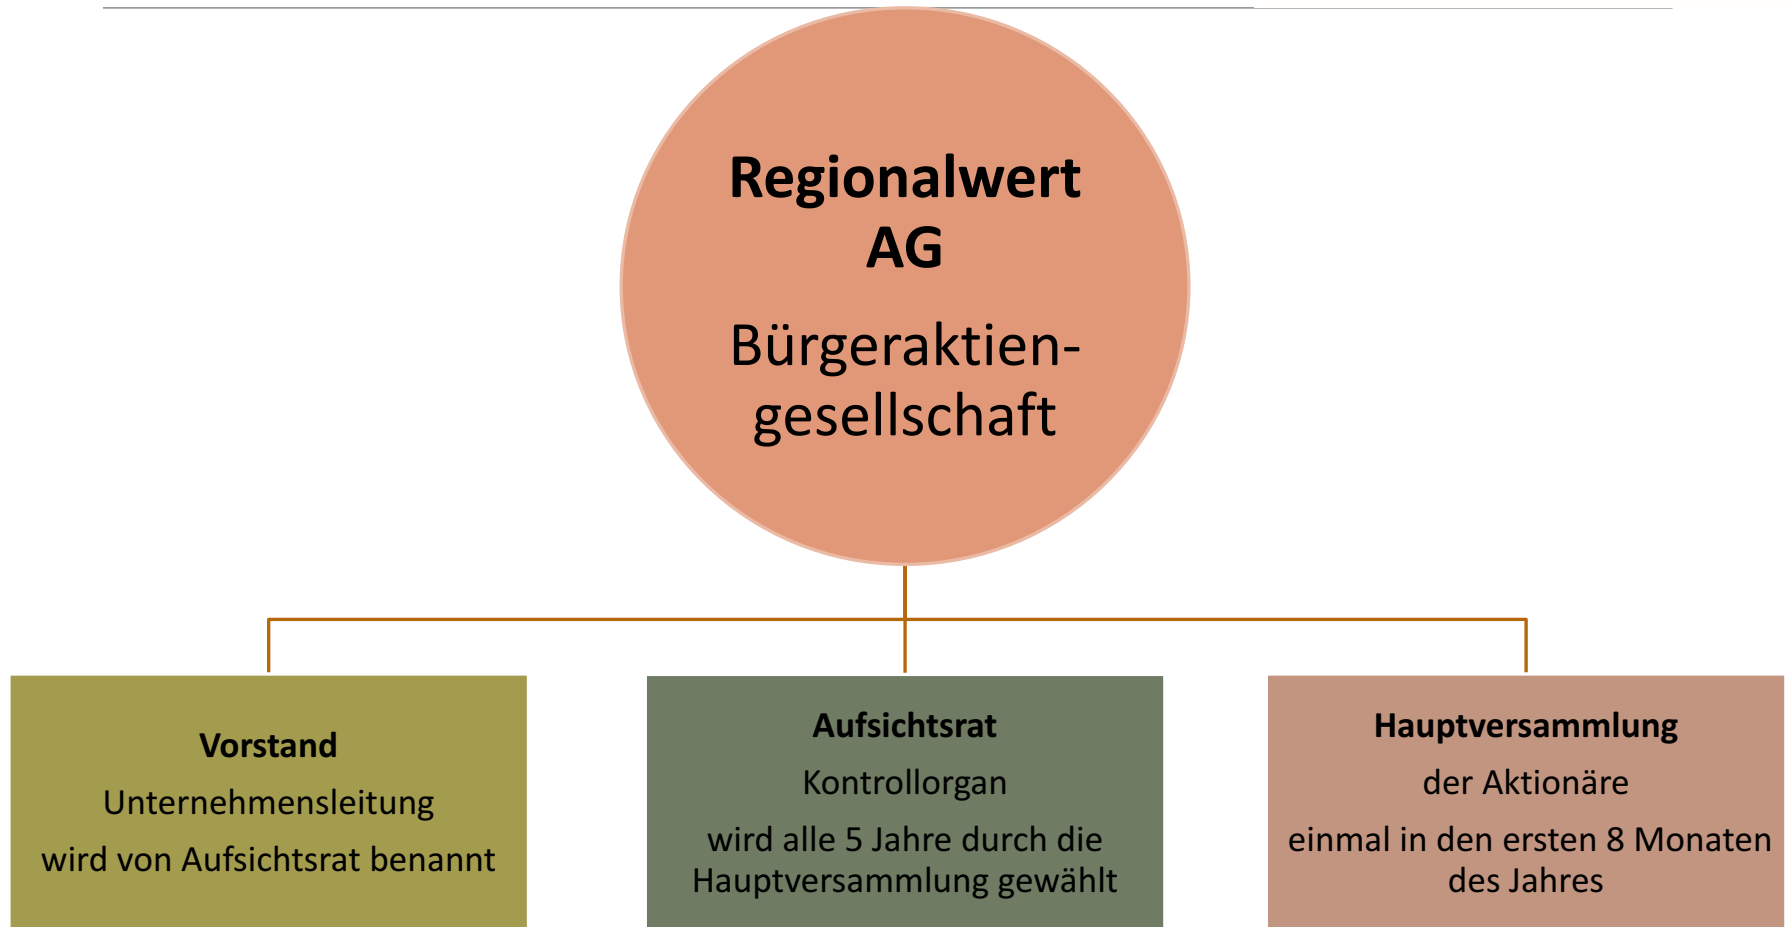 Regionalwert
AG
Bürgeraktien-
gesellschaft
Vorstand
Unternehmensleitung
wird von Aufsichtsrat benannt
Aufsichtsrat
Kontrollorgan
wird alle 5 Jahre durch die
Hauptversammlung gewählt
Hauptversammlung
der Aktionäre
einmal in den ersten 8 Monaten
des Jahres